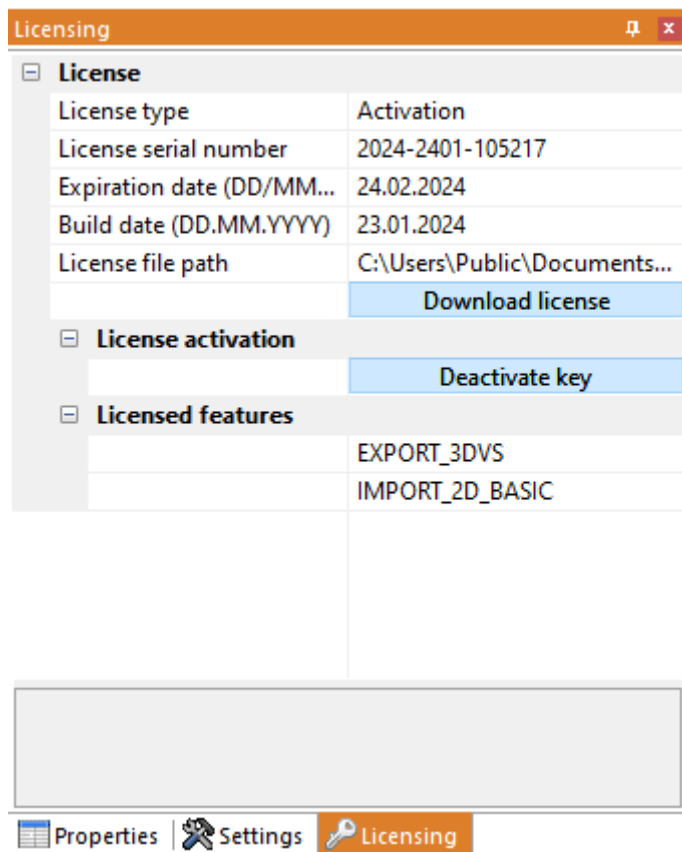 Licensing
License
License type Activation
License serial number 2024-2401-105217
Expiration date (DD/MM... 24.02.2024
Build date (DD.MM.YYYY) 23.01.2024
License file path C:\Users\Public\Documents...
Download license
License activation
Deactivate key
Licensed features
EXPORT_3DVS
IMPORT_2D_BASIC
Properties Settings Licensing